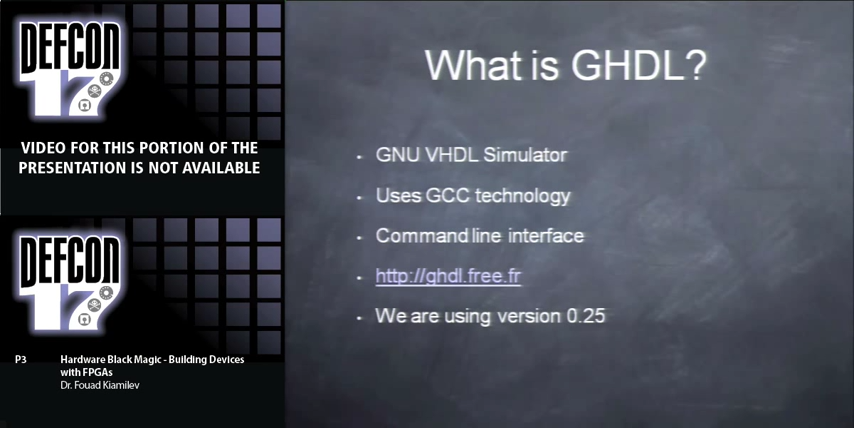 DEFCON
17
VIDEO FOR THIS PORTION OF THE
PRESENTATION IS NOT AVAILABLE
DEFCON
17
P3 Hardware Black Magic - Building Devices
with FPGAs
Dr. Fouad Kiamilev
What is GHDL?
• GNU VHDL Simulator
• Uses GCC technology
• Command line interface
• http://ghdl.free.fr
• We are using version 0.25